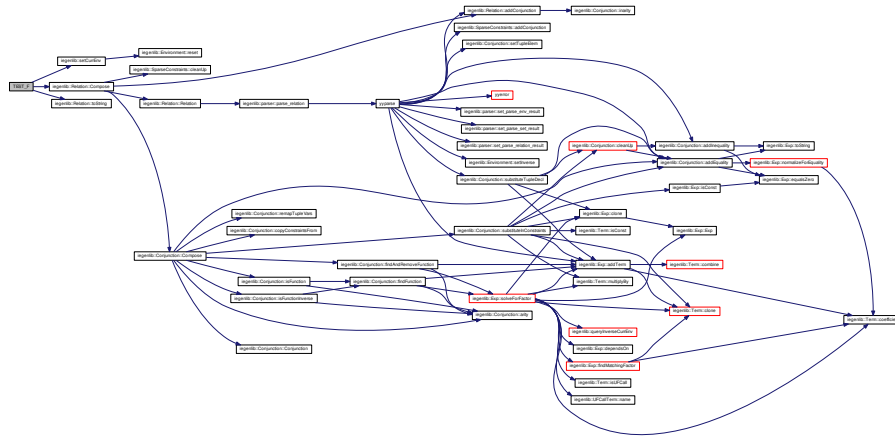 iegenlib::Relation::addConjunction
iegenlib::Conjunction::inarity
iegenlib::SparseConstraints::addConjunction
iegenlib::Conjunction::setTupleElem
iegenlib::setCurEnv
iegenlib::Environment::reset
iegenlib::SparseConstraints::cleanUp
TEST_F
iegenlib::Relation::Compose
iegenlib::Relation::toString
iegenlib::Relation::Relation
iegenlib::parser::parse_relation
yyparse
yyerror
iegenlib::parser::set_parse_env_result
iegenlib::parser::set_parse_set_result
iegenlib::parser::set_parse_relation_result
iegenlib::Environment::setInverse
iegenlib::Conjunction::substituteTupleDecl
iegenlib::Conjunction::cleanUp
iegenlib::Conjunction::addInequality
iegenlib::Exp::toString
iegenlib::Conjunction::addEquality
iegenlib::Exp::normalizeForEquality
iegenlib::Exp::equalsZero
iegenlib::Exp::isConst
iegenlib::Conjunction::remapTupleVars
iegenlib::Conjunction::copyConstraintsFrom
iegenlib::Conjunction::substituteInConstraints
iegenlib::Exp::clone
iegenlib::Exp::Exp
iegenlib::Term::isConst
iegenlib::Conjunction::Compose
iegenlib::Conjunction::findAndRemoveFunction
iegenlib::Exp::addTerm
iegenlib::Term::combine
iegenlib::Conjunction::isFunction
iegenlib::Conjunction::findFunction
iegenlib::Term::multiplyBy
iegenlib::Conjunction::isFunctionInverse
iegenlib::Exp::solveForFactor
iegenlib::Conjunction::arity
iegenlib::Term::clone
iegenlib::Term::coefficie
iegenlib::queryInverseCurrEnv
iegenlib::Conjunction::Conjunction
iegenlib::Exp::dependsOn
iegenlib::Exp::findMatchingFactor
iegenlib::Term::isUFCall
iegenlib::UFCallTerm::name